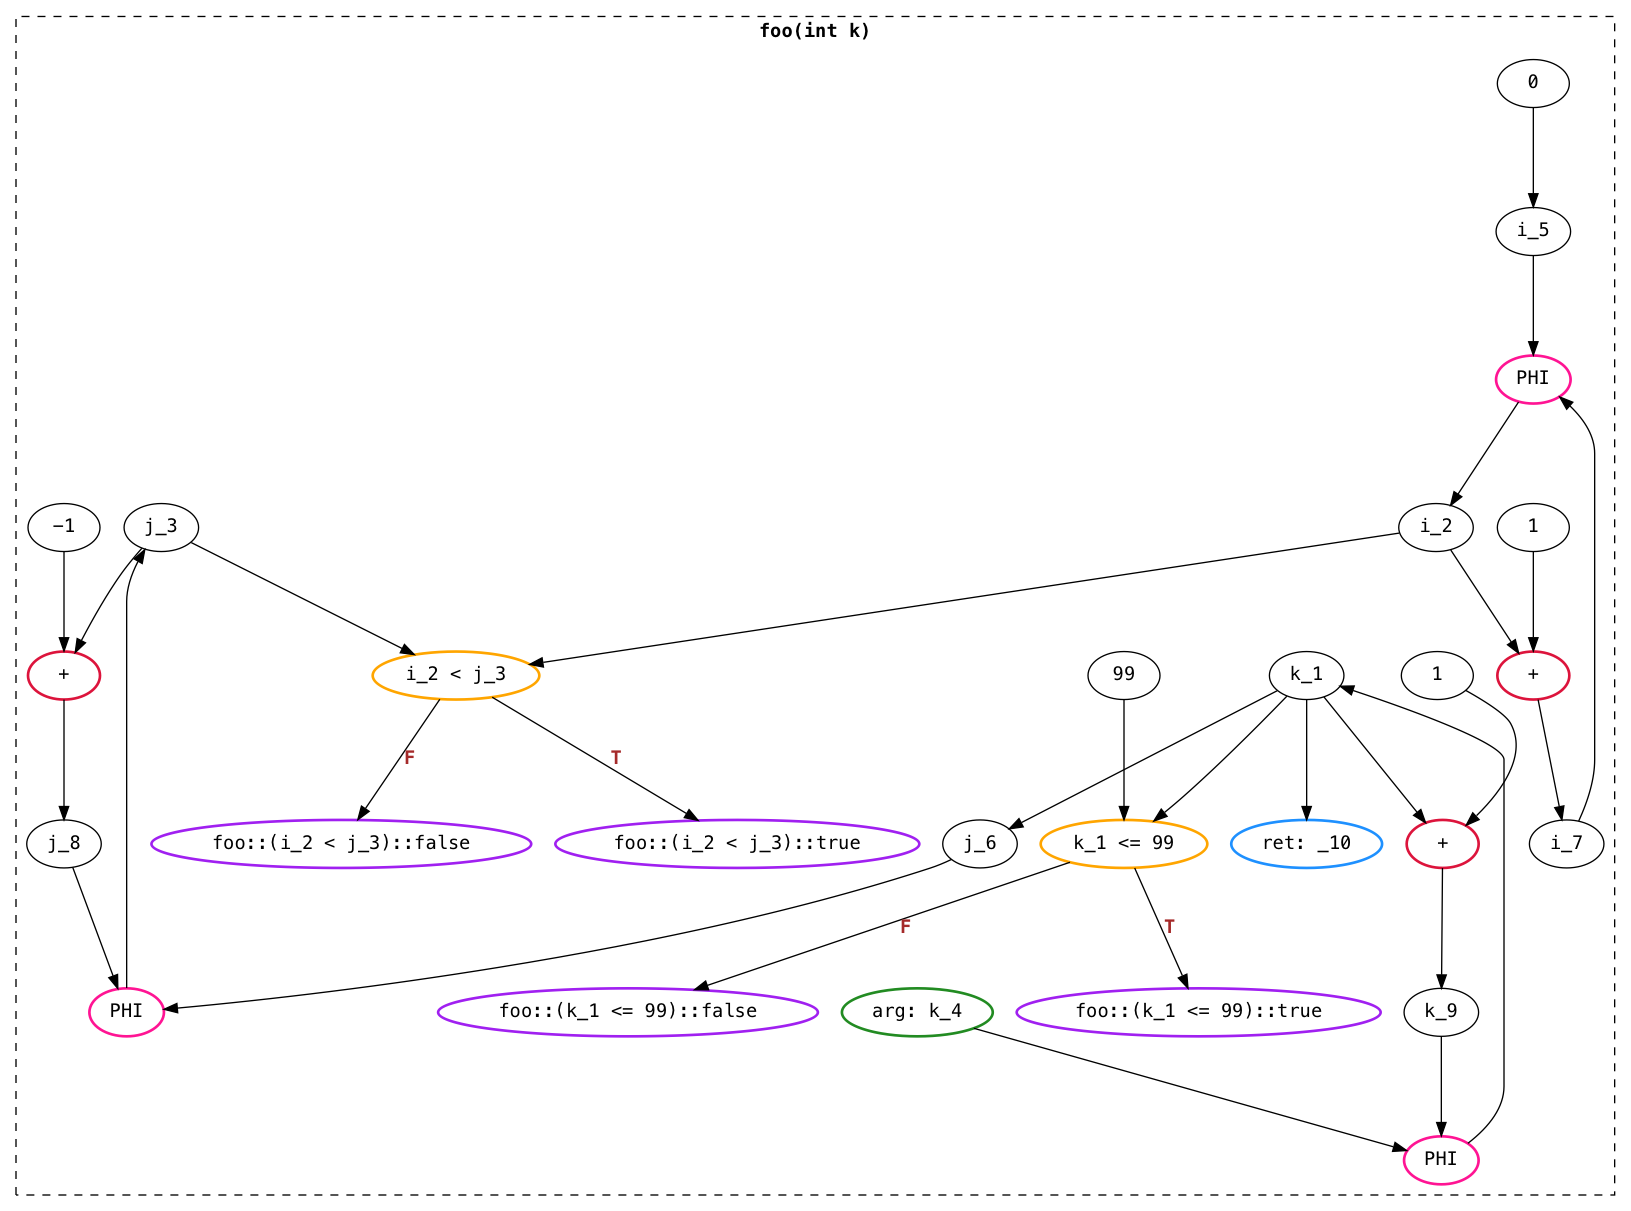 foo(int k)
0
i_5
PHI
−1
j_3
i_2
1
+
i_2 < j_3
99
k_1
1
+
F
T
j_8
foo::(i_2 < j_3)::false
foo::(i_2 < j_3)::true
j_6
k_1 <= 99
ret: _10
+
i_7
F
T
PHI
foo::(k_1 <= 99)::false
arg: k_4
foo::(k_1 <= 99)::true
k_9
PHI